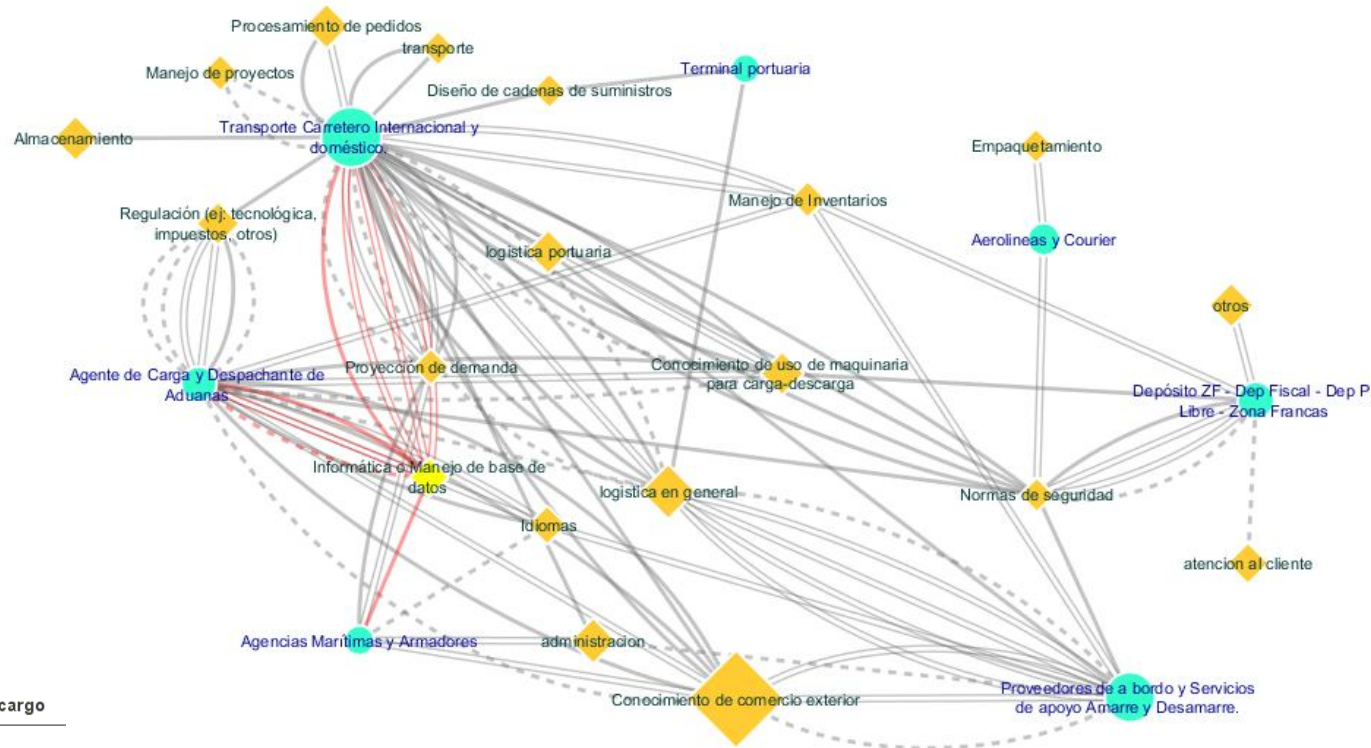 Procesamiento de pedidos
transporte
Manejo de proyectos
Terminal portuaria
Diseño de cadenas de suministros
Almacenamiento
Transporte Carretero Internacional y
doméstico.
Empaquetamiento
Manejo de Inventarios
Regulación (ej: tecnológica,
impuestos, otros)
Aerolineas y Courier
logistica portuaria
otros
Proyección de demanda
Conocimiento de uso de maquinaria
para carga-descarga
Agente de Carga y Despachante de
Aduanas
Depósito ZF - Dep Fiscal - Dep P
Libre - Zona Francas
Informática o Manejo de base de
datos
logistica en general
Normas de seguridad
Idiomas
atencion al cliente
Agencias Marítimas y Armadores
administracion
Conocimiento de comercio exterior
Proveedores de a bordo y Servicios
de apoyo Amarre y Desamarre.
cargo